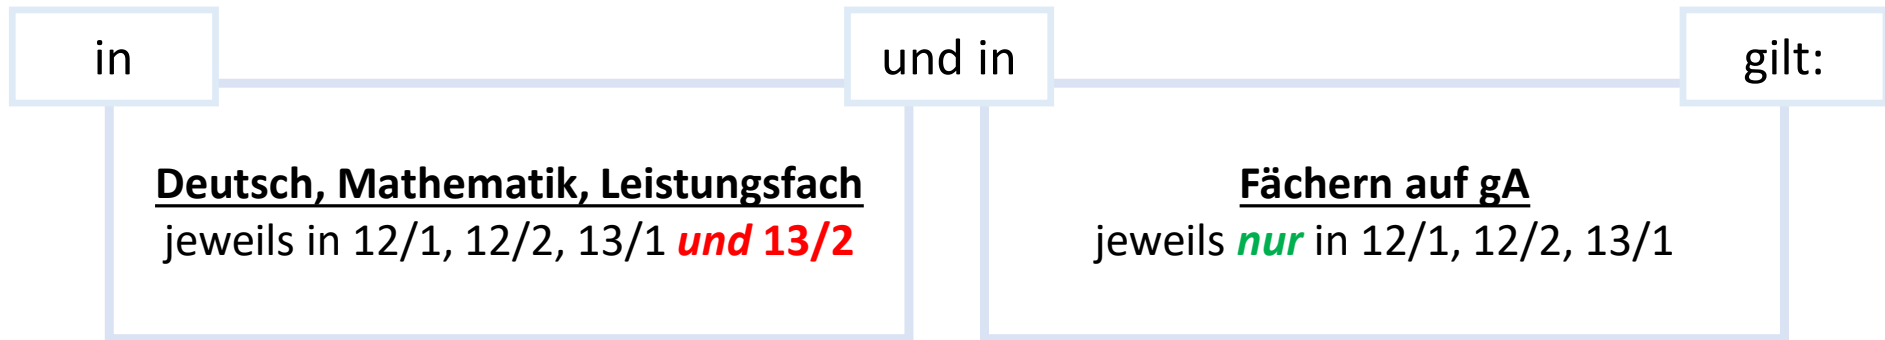 in
und in
gilt:
Deutsch, Mathematik, Leistungsfach
jeweils in 12/1, 12/2, 13/1 und 13/2
Fächern auf gA
jeweils nur in 12/1, 12/2, 13/1